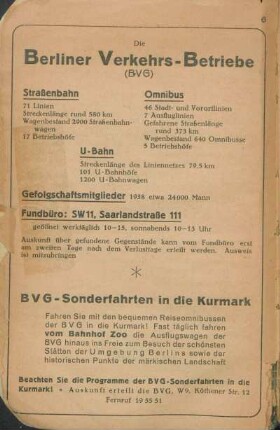 Die
Berliner Verkehrs-Betriebe
(BVG)
Straßenbahn
71 Linien
Streckenlänge rund 580 km
Wagenbestand 2900 Straßenbahn-
wagen
17 Betriebshöfe
Omnibus
46 Stadt- und Vorortlinien
7 Ausfluglinien
Gefahrene Straßenlänge
rund 373 km
Wagenbestand 640 Omnibusse
5 Betriebshöfe
U-Bahn
Streckenlänge des Liniennetzes 79,5 km
101 U-Bahnhöfe
1200 U-Bahnwagen
Gefolgschaftsmitglieder 1938 etwa 24000 Mann
Fundbüro: SW11, Saarlandstraße 111
geöffnet werktäglich 10–15, sonnabends 10–13 Uhr
Auskunft über gefundene Gegenstände kann vom Fundbüro erst
am zweiten Tage nach dem Verlusttage erteilt werden. Ausweis
ist mitzubringen
*
BVG-Sonderfahrten in die Kurmark
Fahren Sie mit den bequemen Reiseomnibussen
der BVG in die Kurmark! Fast täglich fahren
vom Bahnhof Zoo die Ausflugswagen der
BVG hinaus ins Freie zum Besuch der schönsten
Stätten der Umgebung Berlins sowie der
historischen Punkte der märkischen Landschaft
Beachten Sie die Programme der BVG-Sonderfahrten in die
Kurmark! • Auskunft erteilt die BVG, W9, Köthener Str. 12
Fernruf 19 55 51